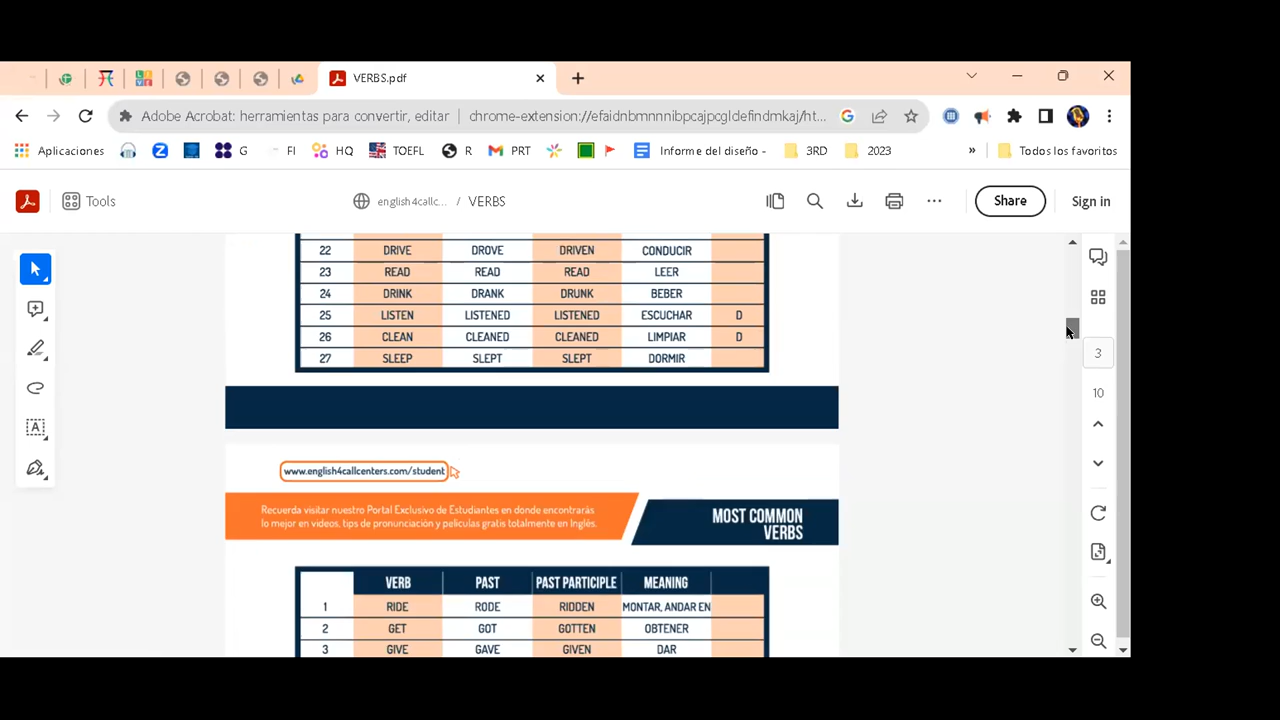 VERBS.pdf
Adobe Acrobat: herramientas para convertir, editar | chrome-extension://efaidnbmnnnibpcajpcglclefindmkaj/ht...
Aplicaciones G FI HQ TOEFL R PRT Informe del diseño - 3RD 2023 » Todos los favoritos
Tools english4callc... / VERBS Share Sign in
22 DRIVE DROVE DRIVEN CONDUCIR
23 READ READ READ LEER
24 DRINK DRANK DRUNK BEBER
25 LISTEN LISTENED LISTENED ESCUCHAR D
26 CLEAN CLEANED CLEANED LIMPIAR D
27 SLEEP SLEPT SLEPT DORMIR
3
10
www.english4callcenters.com/student
Recuerda visitar nuestro Portal Exclusivo de Estudiantes en donde encontrarás
lo mejor en videos, tips de pronunciación y películas gratis totalmente en Inglés.
MOST COMMON
VERBS
VERB PAST PAST PARTICIPLE MEANING
1 RIDE RODE RIDDEN MONTAR, ANDAR EN
2 GET GOT GOTTEN OBTENER
3 GIVE GAVE GIVEN DAR